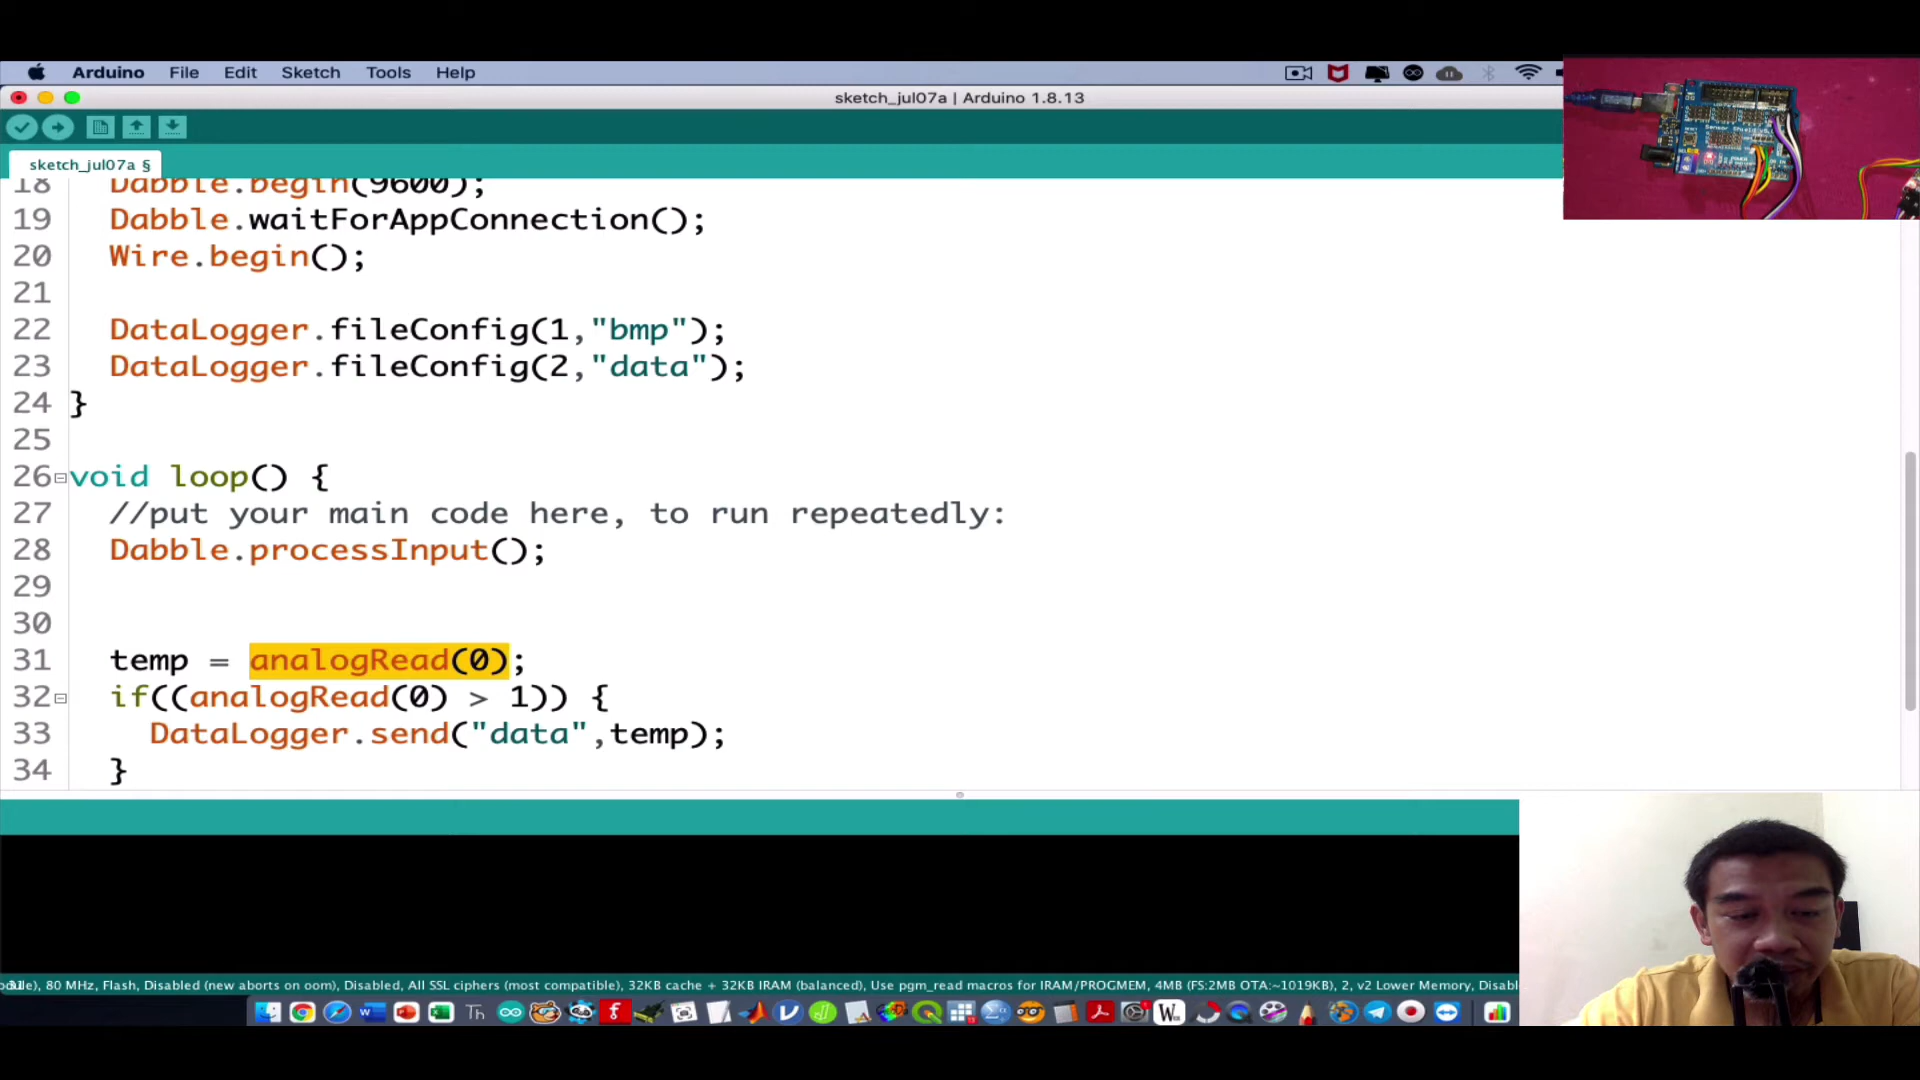 Arduino File Edit Sketch Tools Help
sketch_jul07a | Arduino 1.8.13
sketch_jul07a §
18 Dabble.begin(9600);
19 Dabble.waitForAppConnection();
20 Wire.begin();
21
22 DataLogger.fileConfig(1,"bmp");
23 DataLogger.fileConfig(2,"data");
24 }
25
26 void loop() {
27 //put your main code here, to run repeatedly:
28 Dabble.processInput();
29
30
31 temp = analogRead(0);
32 if((analogRead(0) > 1)) {
33 DataLogger.send("data",temp);
34 }
80 MHz, Flash, Disabled (new aborts on oom), Disabled, All SSL ciphers (most compatible), 32KB cache + 32KB IRAM (balanced), Use pgm_read macros for IRAM/PROGMEM, 4MB (FS:2MB OTA:~1019KB), 2, v2 Lower Memory, Disabl